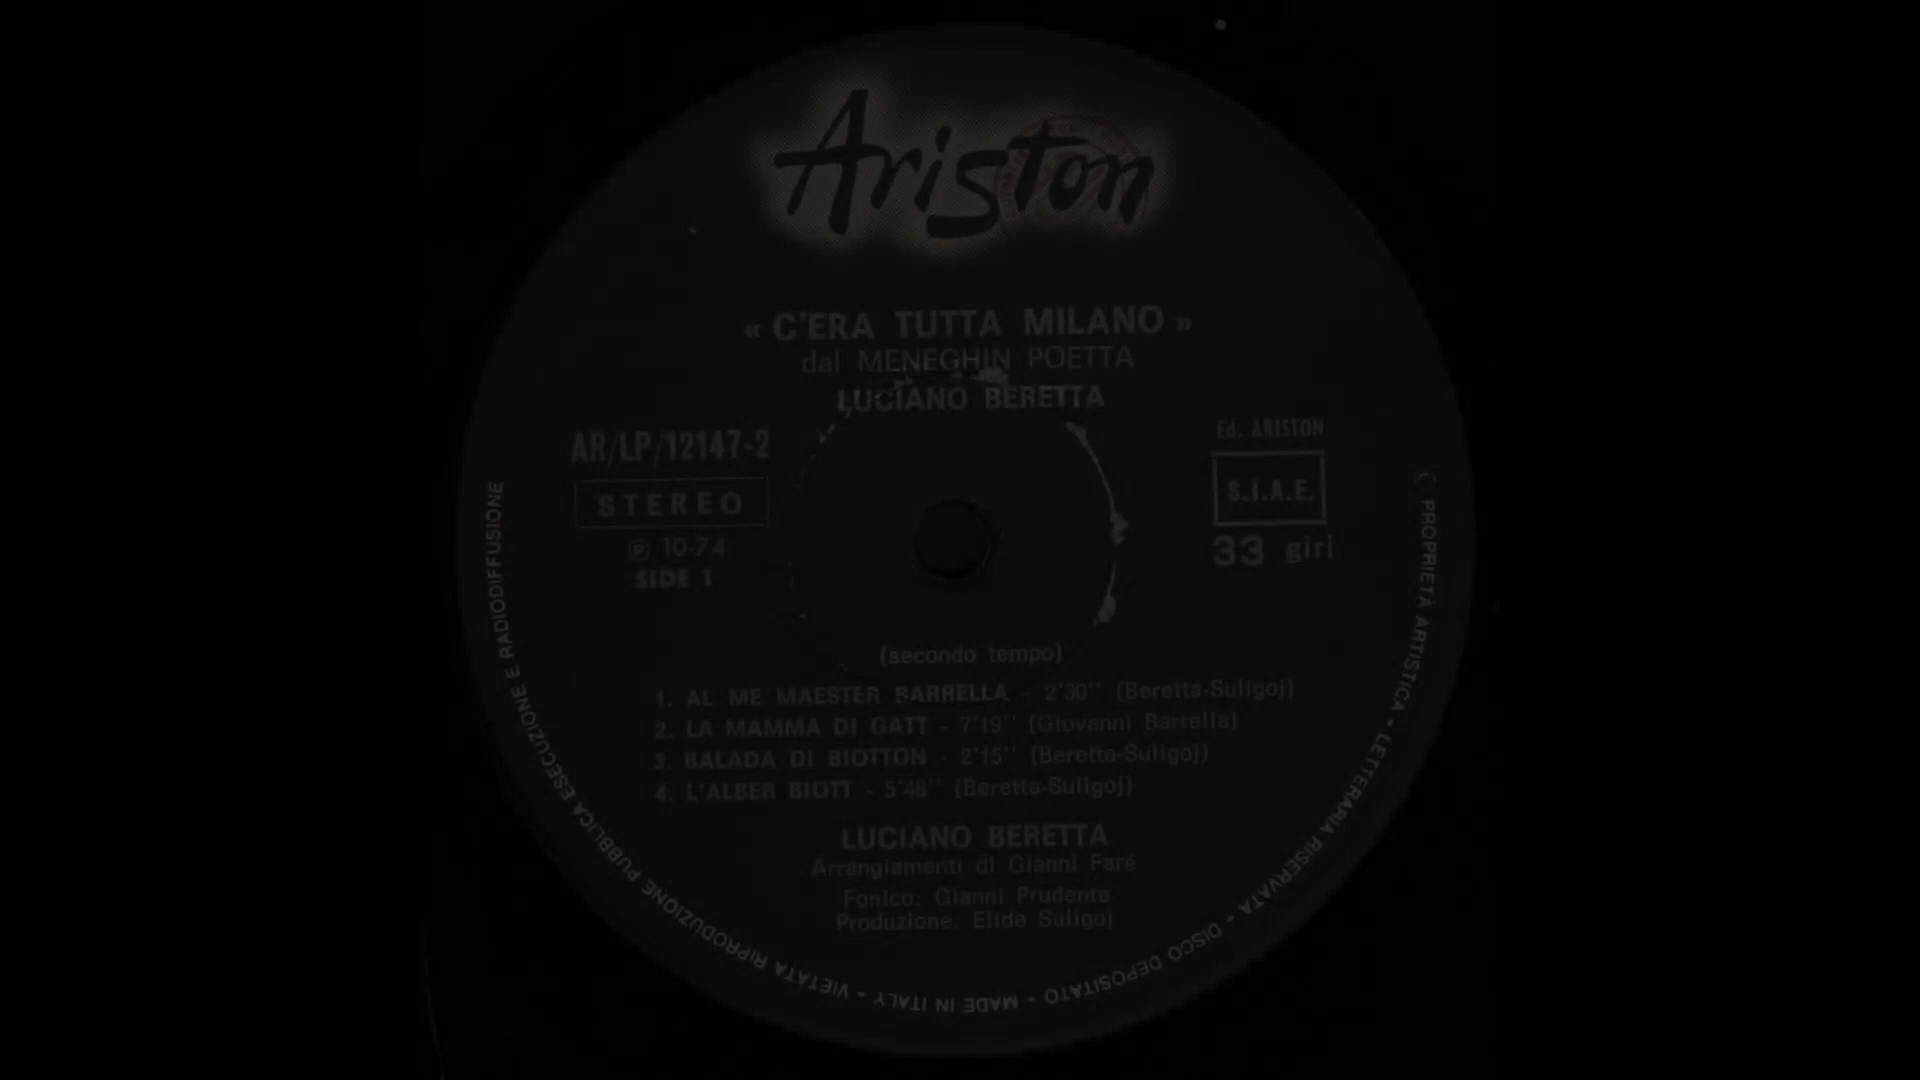 Ariston
« C'ERA TUTTA MILANO »
dal MENEGHIN POETTA
LUCIANO BERETTA
AR/LP/12147-2
STEREO
Ⓟ 10-74
SIDE 1
Ed. ARISTON
S.I.A.E.
33 giri
(secondo tempo)
1. AL ME MAESTER BARRELLA - 2'30'' (Beretta-Suligoj)
2. LA MAMMA DI GATT - 7'19'' (Giovanni Barrella)
3. BALADA DI BIOTTON - 2'15'' (Beretta-Suligoj)
4. L'ALBER BIOTT - 5'48'' (Beretta-Suligoj)
LUCIANO BERETTA
Arrangiamenti di Gianni Faré
Fonico: Gianni Prudente
Produzione: Elide Suligoj
© PROPRIETÀ ARTISTICA - LETTERARIA RISERVATA - DISCO DEPOSITATO - MADE IN ITALY - VIETATA RIPRODUZIONE PUBBLICA ESECUZIONE E RADIODIFFUSIONE